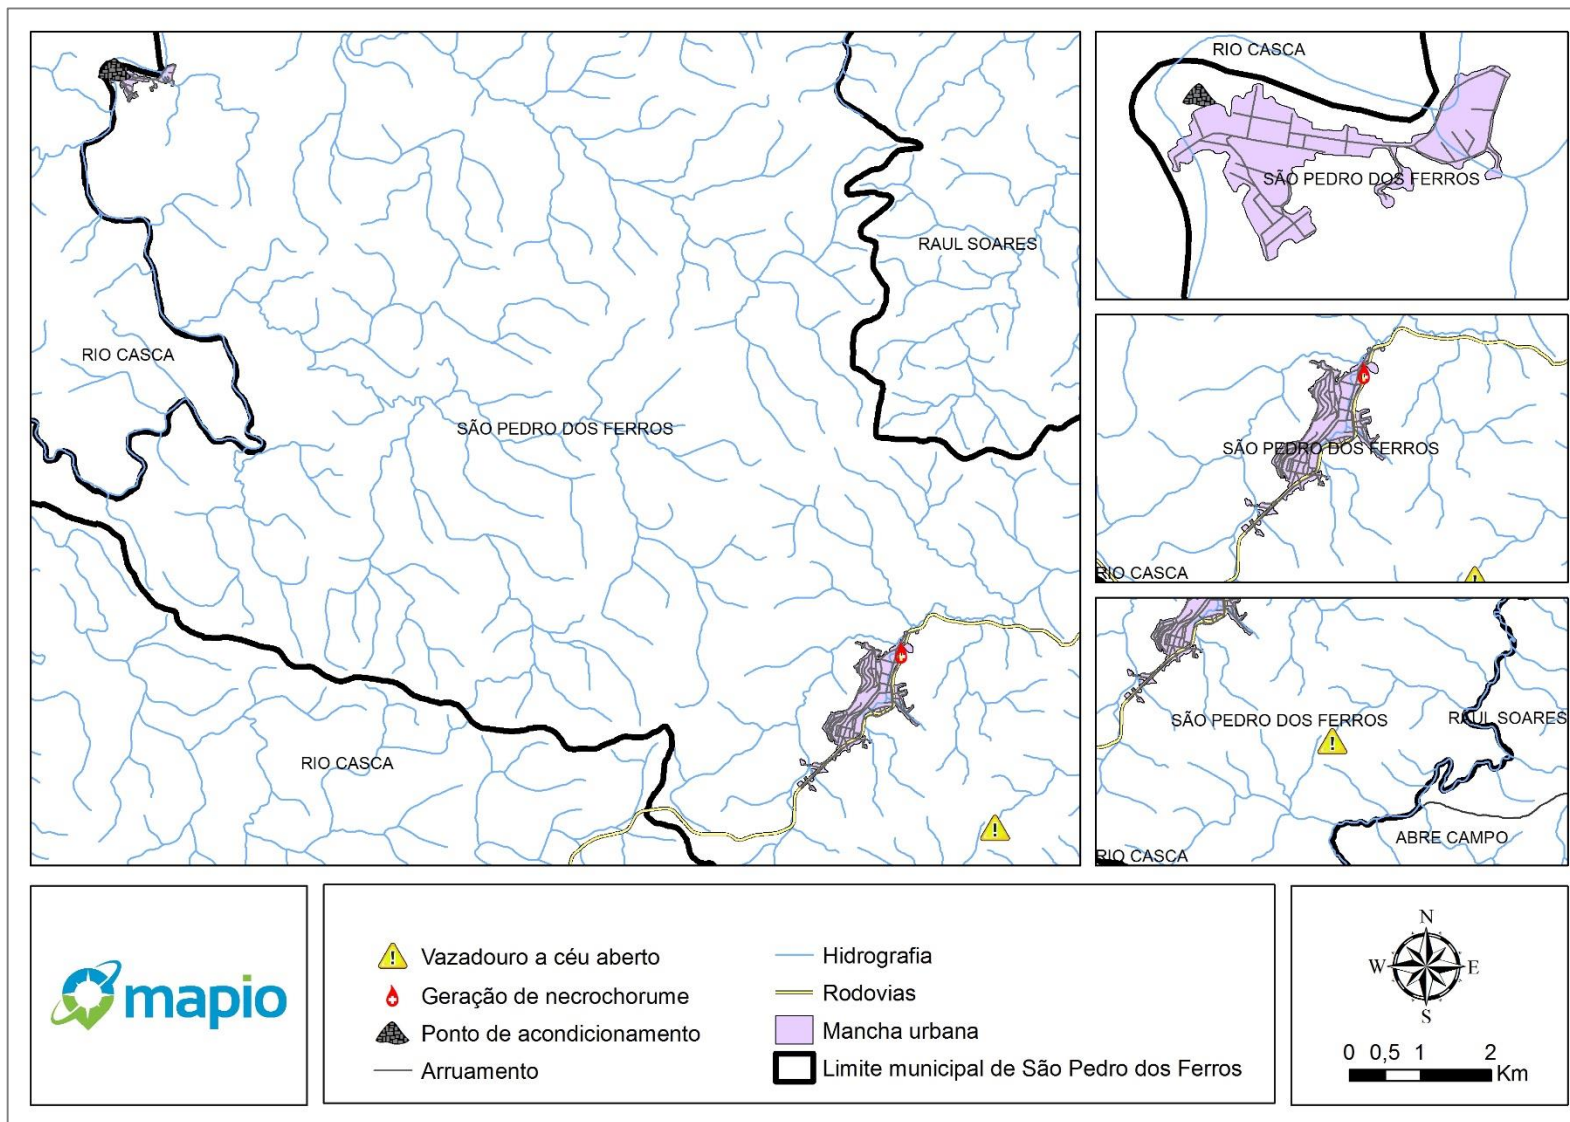 RIO CASCA
RAUL SOARES
SÃO PEDRO DOS FERROS
RIO CASCA
RIO CASCA
SÃO PEDRO DOS FERROS
SÃO PEDRO DOS FERROS
RIO CASCA
SÃO PEDRO DOS FERROS
RAUL SOARES
ABRE CAMPO
RIO CASCA
mapio
Vazadouro a céu aberto
Geração de necrochorume
Ponto de acondicionamento
Arruamento
Hidrografia
Rodovias
Mancha urbana
Limite municipal de São Pedro dos Ferros
N
W E
S
0 0,5 1 2
Km